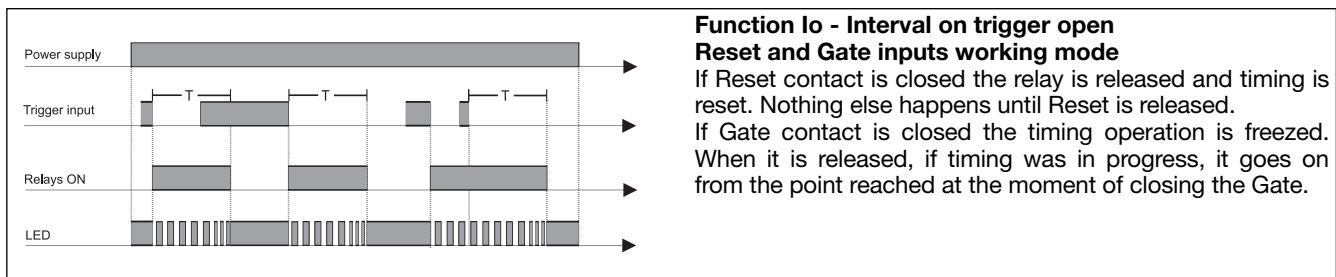 Power supply
T
T
T
Trigger input
Relays ON
LED
Function Io - Interval on trigger open
Reset and Gate inputs working mode
If Reset contact is closed the relay is released and timing is
reset. Nothing else happens until Reset is released.
If Gate contact is closed the timing operation is freezed.
When it is released, if timing was in progress, it goes on
from the point reached at the moment of closing the Gate.